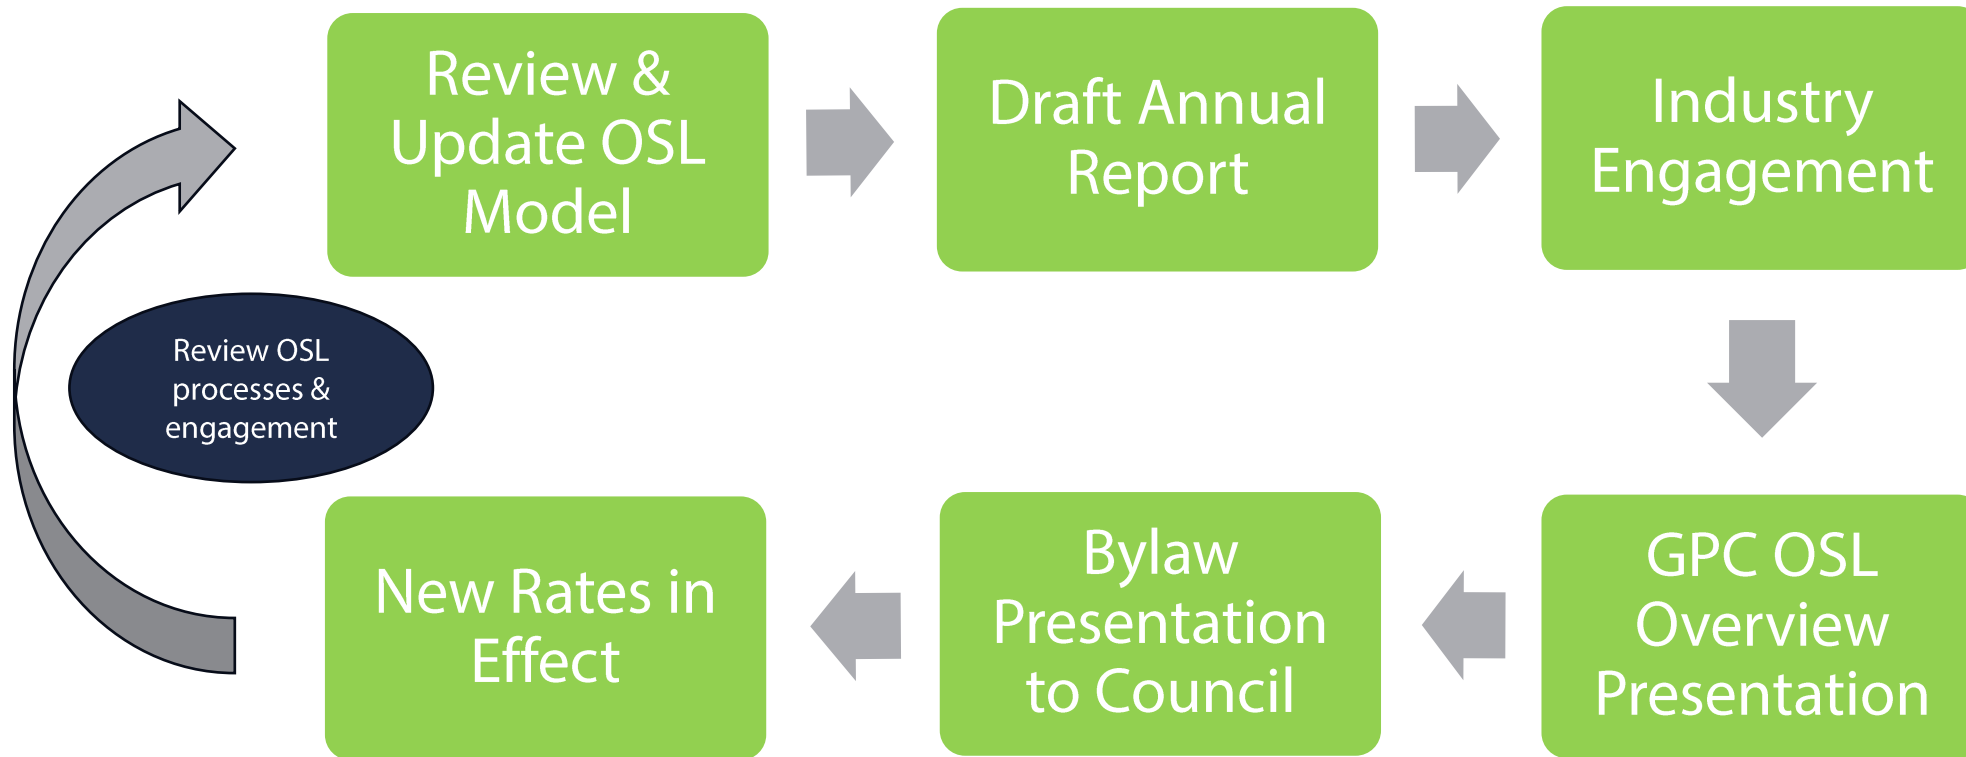 Review &
Update OSL
Model
Draft Annual
Report
Industry
Engagement
Review OSL
processes &
engagement
New Rates in
Effect
Bylaw
Presentation
to Council
GPC OSL
Overview
Presentation